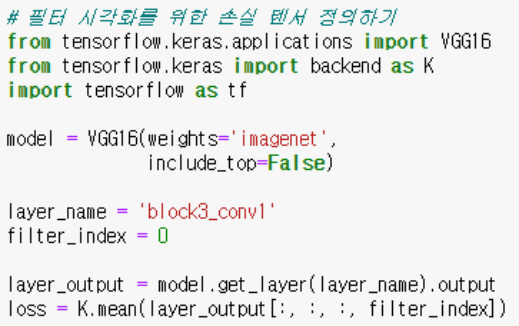 # 필터 시각화를 위한 손실 텐서 정의하기
from tensorflow.keras.applications import VGG16
from tensorflow.keras import backend as K
import tensorflow as tf
model = VGG16(weights='imagenet',
include_top=False)
layer_name = 'block3_conv1'
filter_index = 0
layer_output = model.get_layer(layer_name).output
loss = K.mean(layer_output[:, :, :, filter_index])